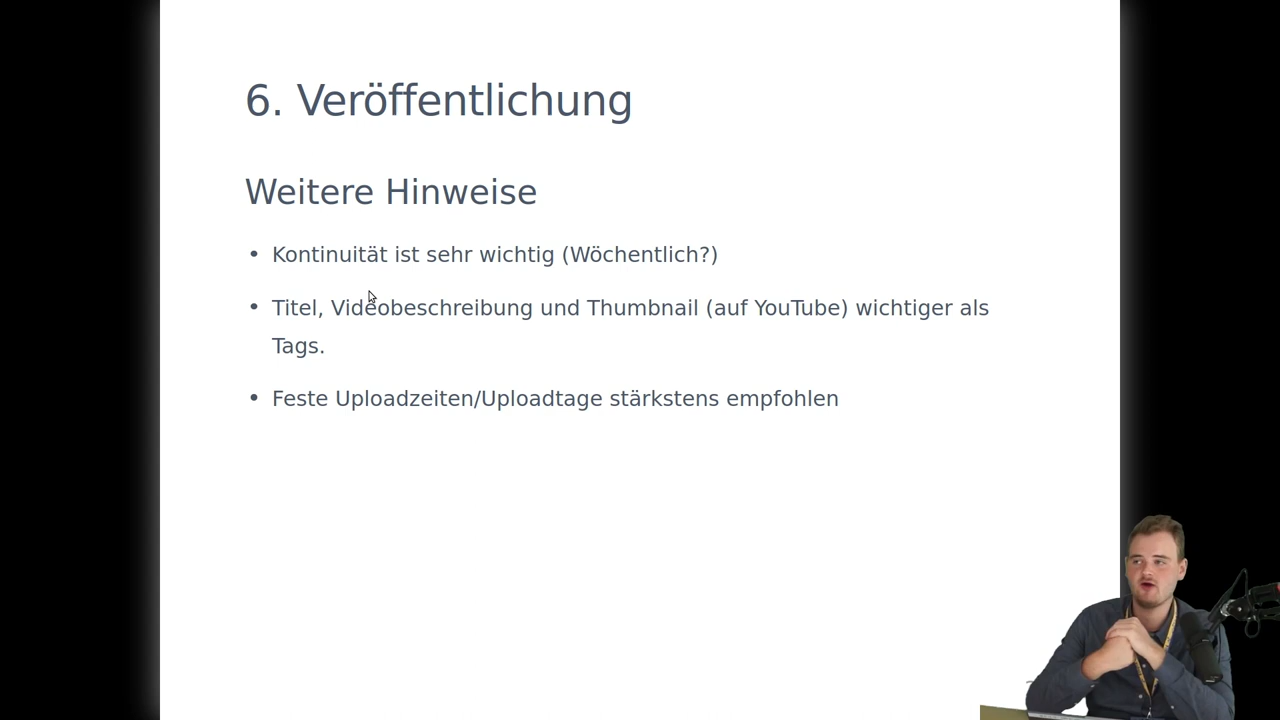 6. Veröffentlichung
Weitere Hinweise
• Kontinuität ist sehr wichtig (Wöchentlich?)
• Titel, Videobeschreibung und Thumbnail (auf YouTube) wichtiger als
Tags.
• Feste Uploadzeiten/Uploadtage stärkstens empfohlen